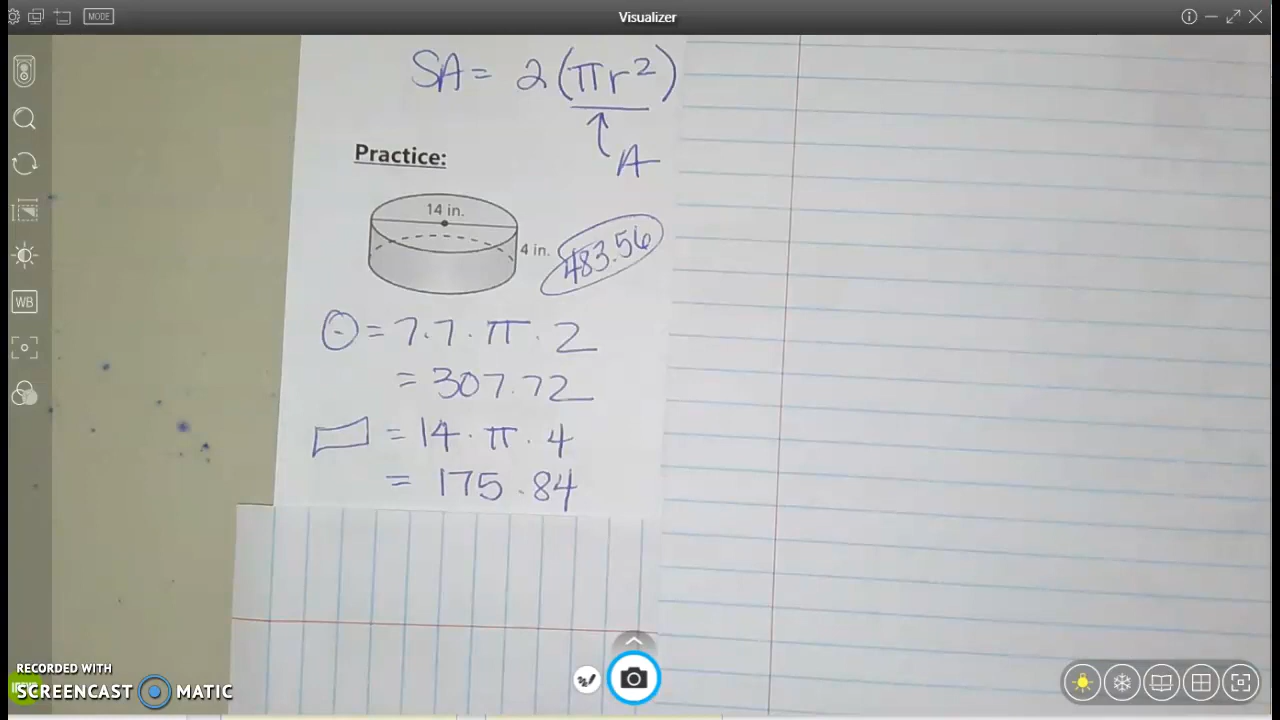 MODE
Visualizer
SA = 2(πr²)
A
Practice:
14 in.
4 in.
483.56
= 7.7.π.2
= 307.72
= 14.π.4
= 175.84
WB
RECORDED WITH
SCREENCAST MATIC